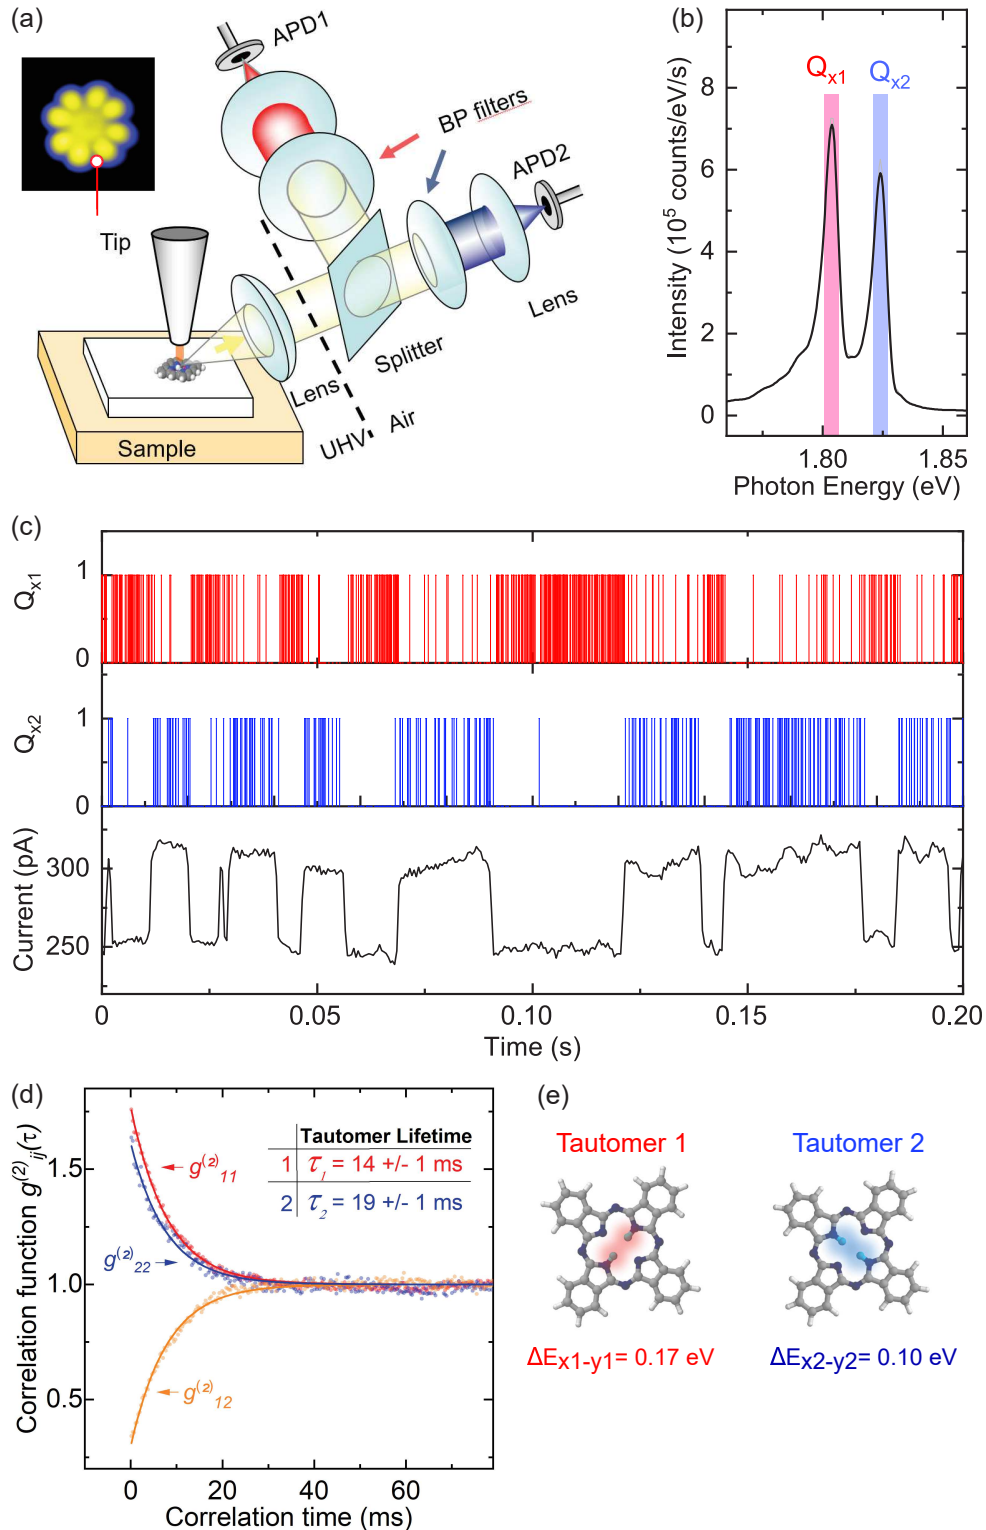 (a)
APD1
BP filters
APD2
Tip
Lens
Splitter
Lens
UHV
Air
Sample
(b)
Qx1
Qx2
8
6
4
2
0
Intensity (10⁵ counts/eV/s)
1.80
1.85
Photon Energy (eV)
(c)
Qx1
1
0
Qx2
1
0
Current (pA)
300
250
0
0.05
0.10
0.15
0.20
Time (s)
(d)
Correlation function g⁽²⁾ij(τ)
1.5
1.0
0.5
g⁽²⁾11
g⁽²⁾22
g⁽²⁾12
Tautomer Lifetime
1 τ1 = 14 +/- 1 ms
2 τ2 = 19 +/- 1 ms
0
20
40
60
Correlation time (ms)
(e)
Tautomer 1
Tautomer 2
ΔEx1-y1= 0.17 eV
ΔEx2-y2= 0.10 eV